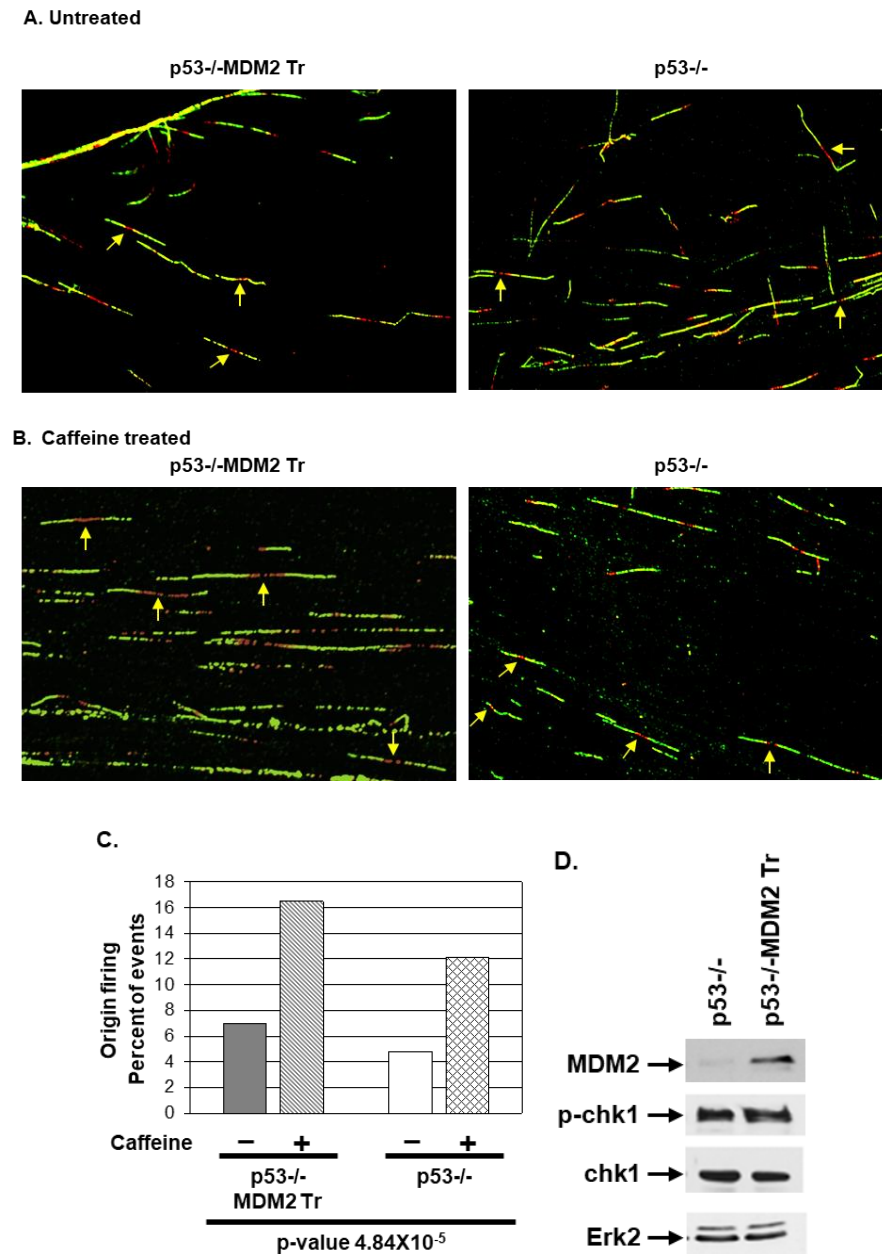 A. Untreated
p53-/-MDM2 Tr
p53-/-
B. Caffeine treated
p53-/-MDM2 Tr
p53-/-
C.
18
16
14
12
10
8
6
4
2
0
Origin firing
Percent of events
Caffeine
−
+
−
+
p53-/-
MDM2 Tr
p53-/-
p-value 4.84X10-5
D.
p53-/-
p53-/-MDM2 Tr
MDM2
p-chk1
chk1
Erk2